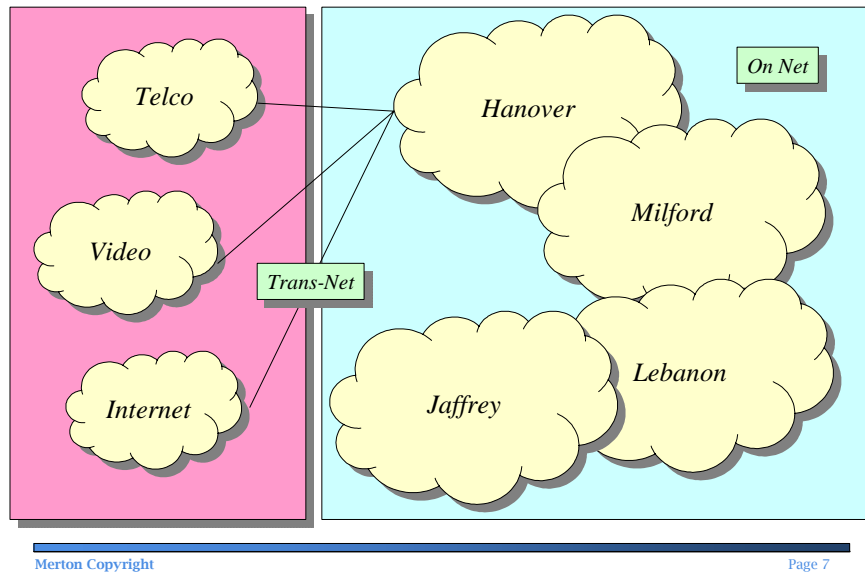 Telco
Hanover
On Net
Video
Milford
Trans-Net
Internet
Jaffrey
Lebanon
Merton Copyright
Page 7